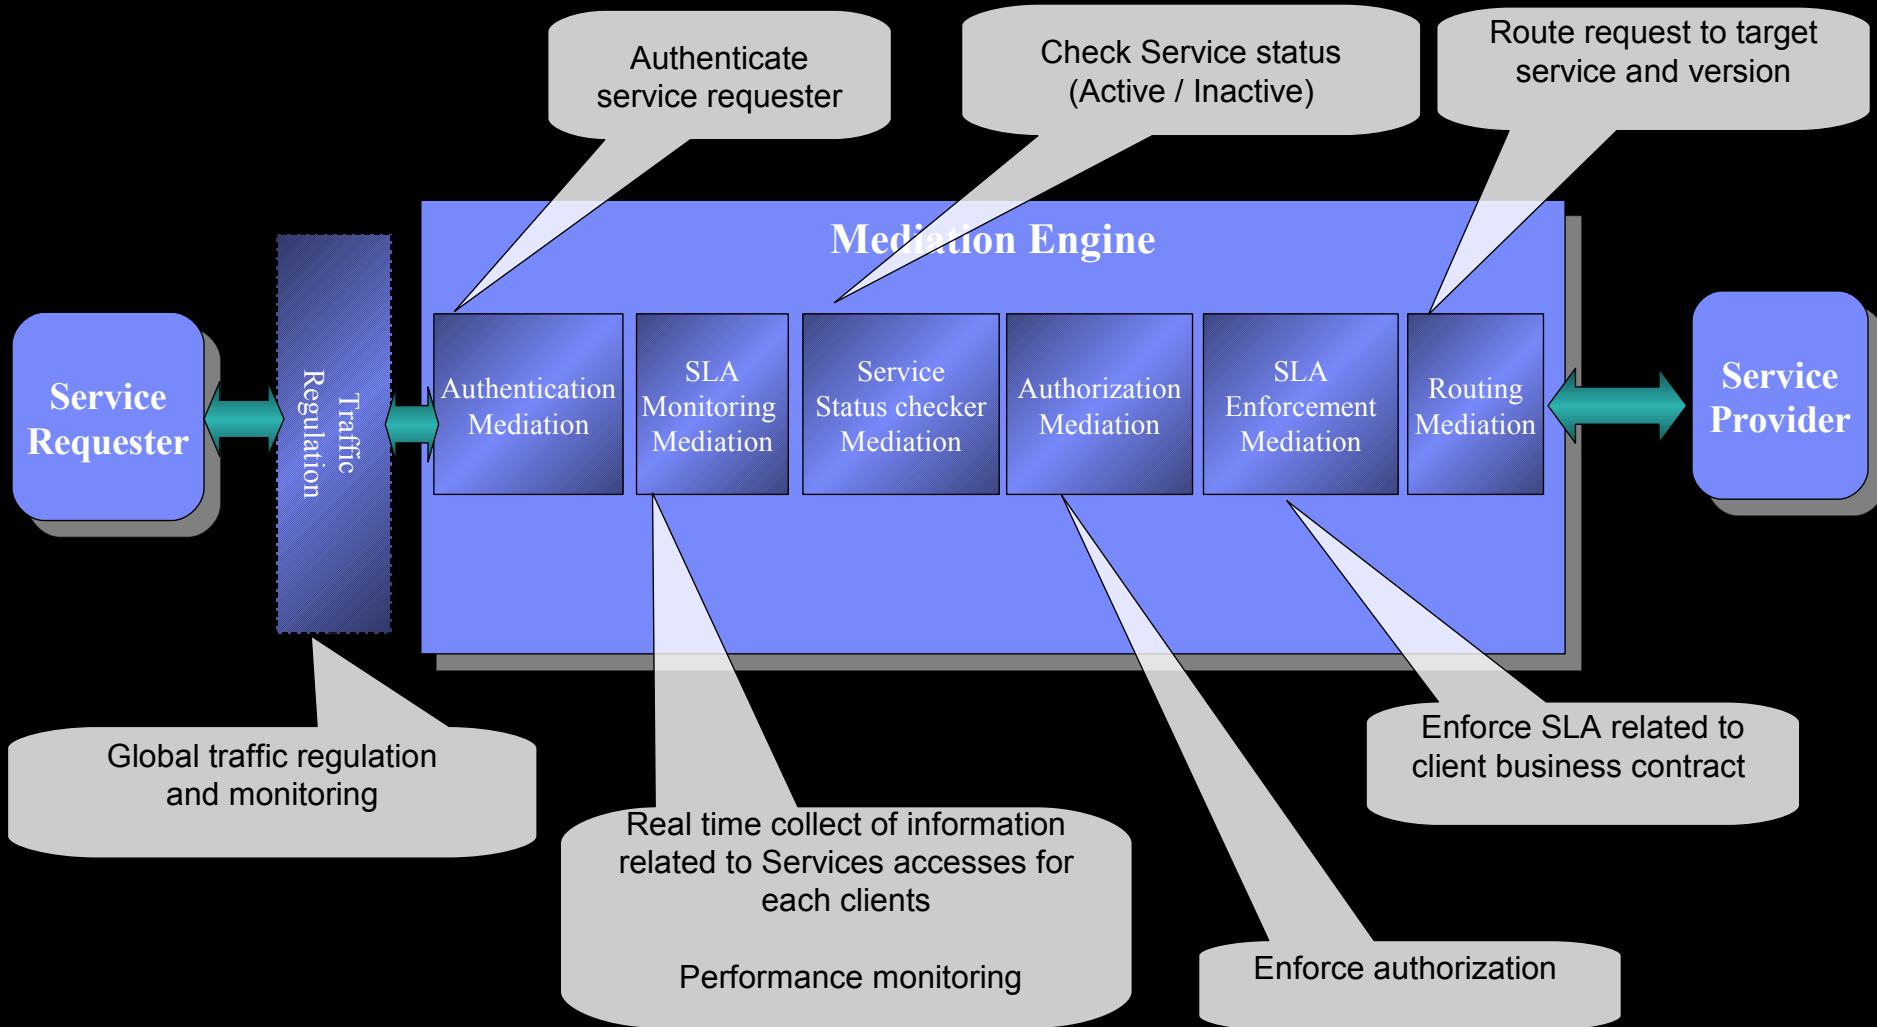 Authenticate
service requester
Check Service status
(Active / Inactive)
Route request to target
service and version
Mediation Engine
Service
Requester
Traffic
Regulation
Authentication
Mediation
SLA
Monitoring
Mediation
Service
Status checker
Mediation
Authorization
Mediation
SLA
Enforcement
Mediation
Routing
Mediation
Service
Provider
Global traffic regulation
and monitoring
Real time collect of information
related to Services accesses for
each clients
Performance monitoring
Enforce SLA related to
client business contract
Enforce authorization